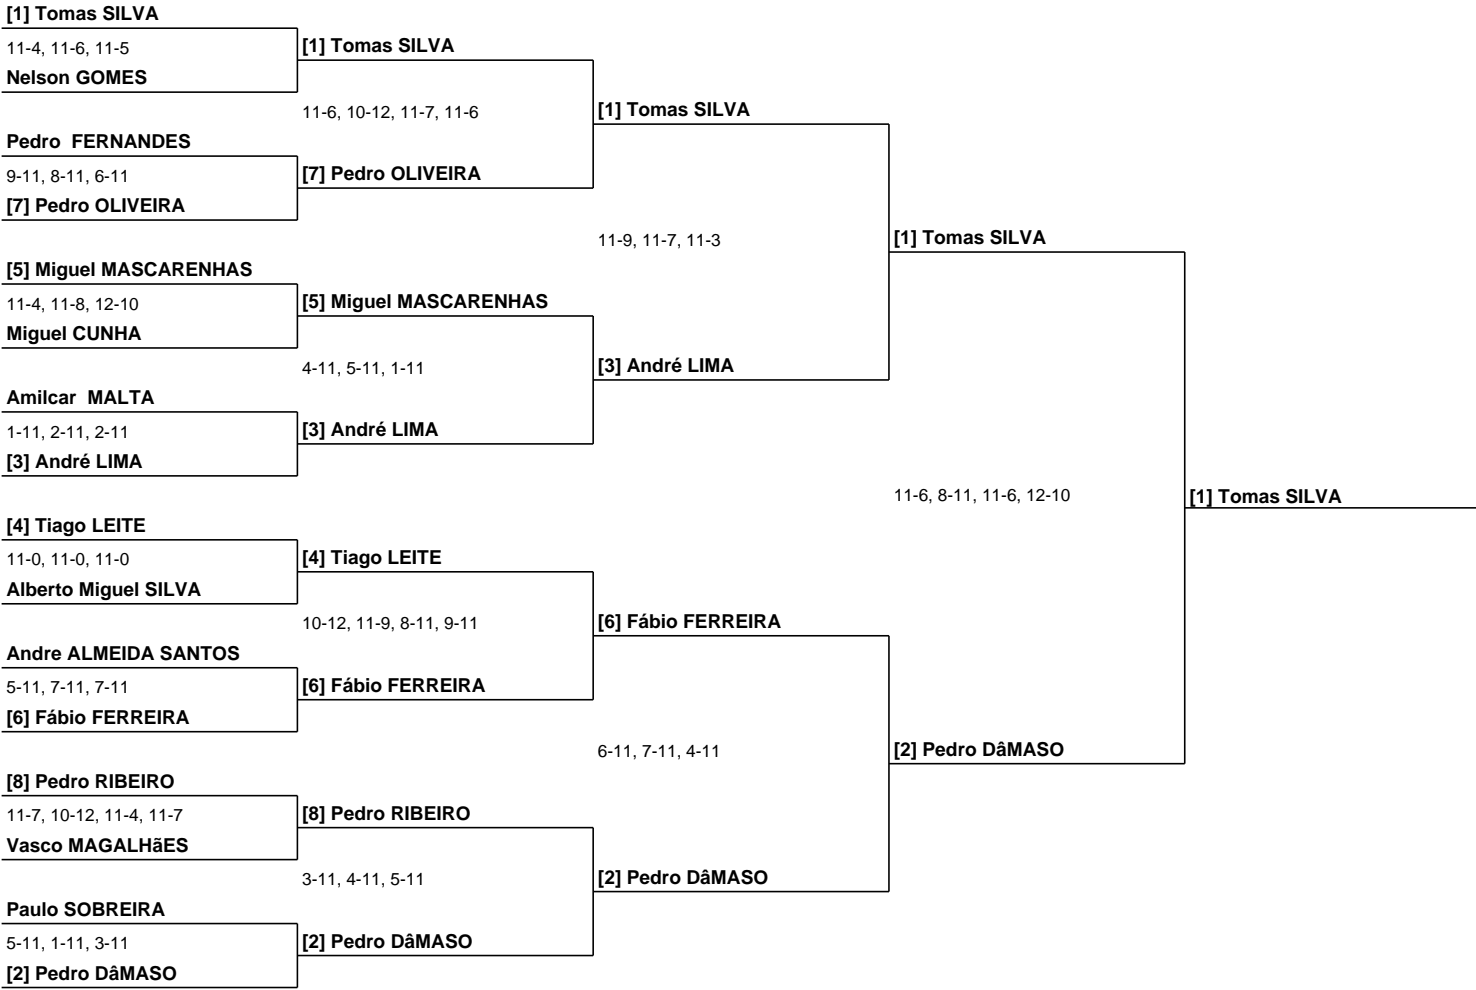 [1] Tomas SILVA
11-4, 11-6, 11-5
[1] Tomas SILVA
Nelson GOMES
11-6, 10-12, 11-7, 11-6
[1] Tomas SILVA
Pedro  FERNANDES
9-11, 8-11, 6-11
[7] Pedro OLIVEIRA
[7] Pedro OLIVEIRA
11-9, 11-7, 11-3
[1] Tomas SILVA
[5] Miguel MASCARENHAS
11-4, 11-8, 12-10
[5] Miguel MASCARENHAS
Miguel CUNHA
4-11, 5-11, 1-11
[3] André LIMA
Amilcar  MALTA
1-11, 2-11, 2-11
[3] André LIMA
[3] André LIMA
11-6, 8-11, 11-6, 12-10
[1] Tomas SILVA
[4] Tiago LEITE
11-0, 11-0, 11-0
[4] Tiago LEITE
Alberto Miguel SILVA
10-12, 11-9, 8-11, 9-11
[6] Fábio FERREIRA
Andre ALMEIDA SANTOS
5-11, 7-11, 7-11
[6] Fábio FERREIRA
[6] Fábio FERREIRA
6-11, 7-11, 4-11
[2] Pedro DâMASO
[8] Pedro RIBEIRO
11-7, 10-12, 11-4, 11-7
[8] Pedro RIBEIRO
Vasco MAGALHãES
3-11, 4-11, 5-11
[2] Pedro DâMASO
Paulo SOBREIRA
5-11, 1-11, 3-11
[2] Pedro DâMASO
[2] Pedro DâMASO